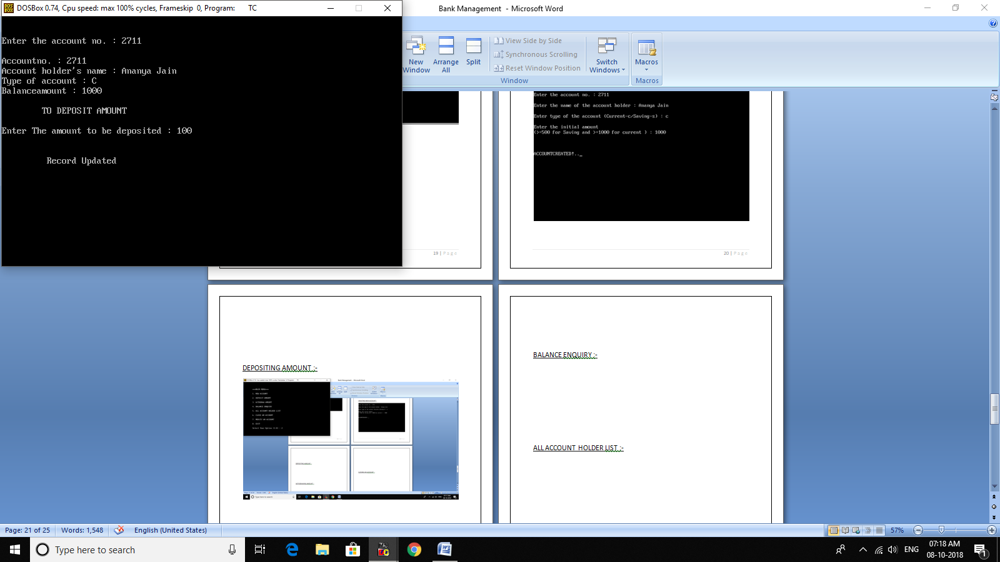 DOSBox 0.74, Cpu speed: max 100% cycles, Frameskip 0, Program: TC
Enter the account no. : 2711
Accountno. : 2711
Account holder's name : Ananya Jain
Type of account : C
Balanceamount : 1000
TO DEPOSIT AMOUNT
Enter The amount to be deposited : 100
Record Updated
Bank Management - Microsoft Word
New Window
Arrange All
Split
View Side by Side
Synchronous Scrolling
Reset Window Position
Switch Windows
Macros
Window
Macros
Enter the account no. : 2711
Enter the name of the account holder : Ananya Jain
Enter type of the account (Current-c/Saving-s) : c
Enter the initial amount
(>=500 for Saving and >=1000 for current ) : 1000
ACCOUNTCREATED!.._
19 | Page
20 | Page
DEPOSITING AMOUNT :-
BALANCE ENQUIRY :-
ALL ACCOUNT HOLDER LIST :-
Page: 21 of 25
Words: 1,548
English (United States)
57%
Type here to search
ENG
07:18 AM
08-10-2018
1